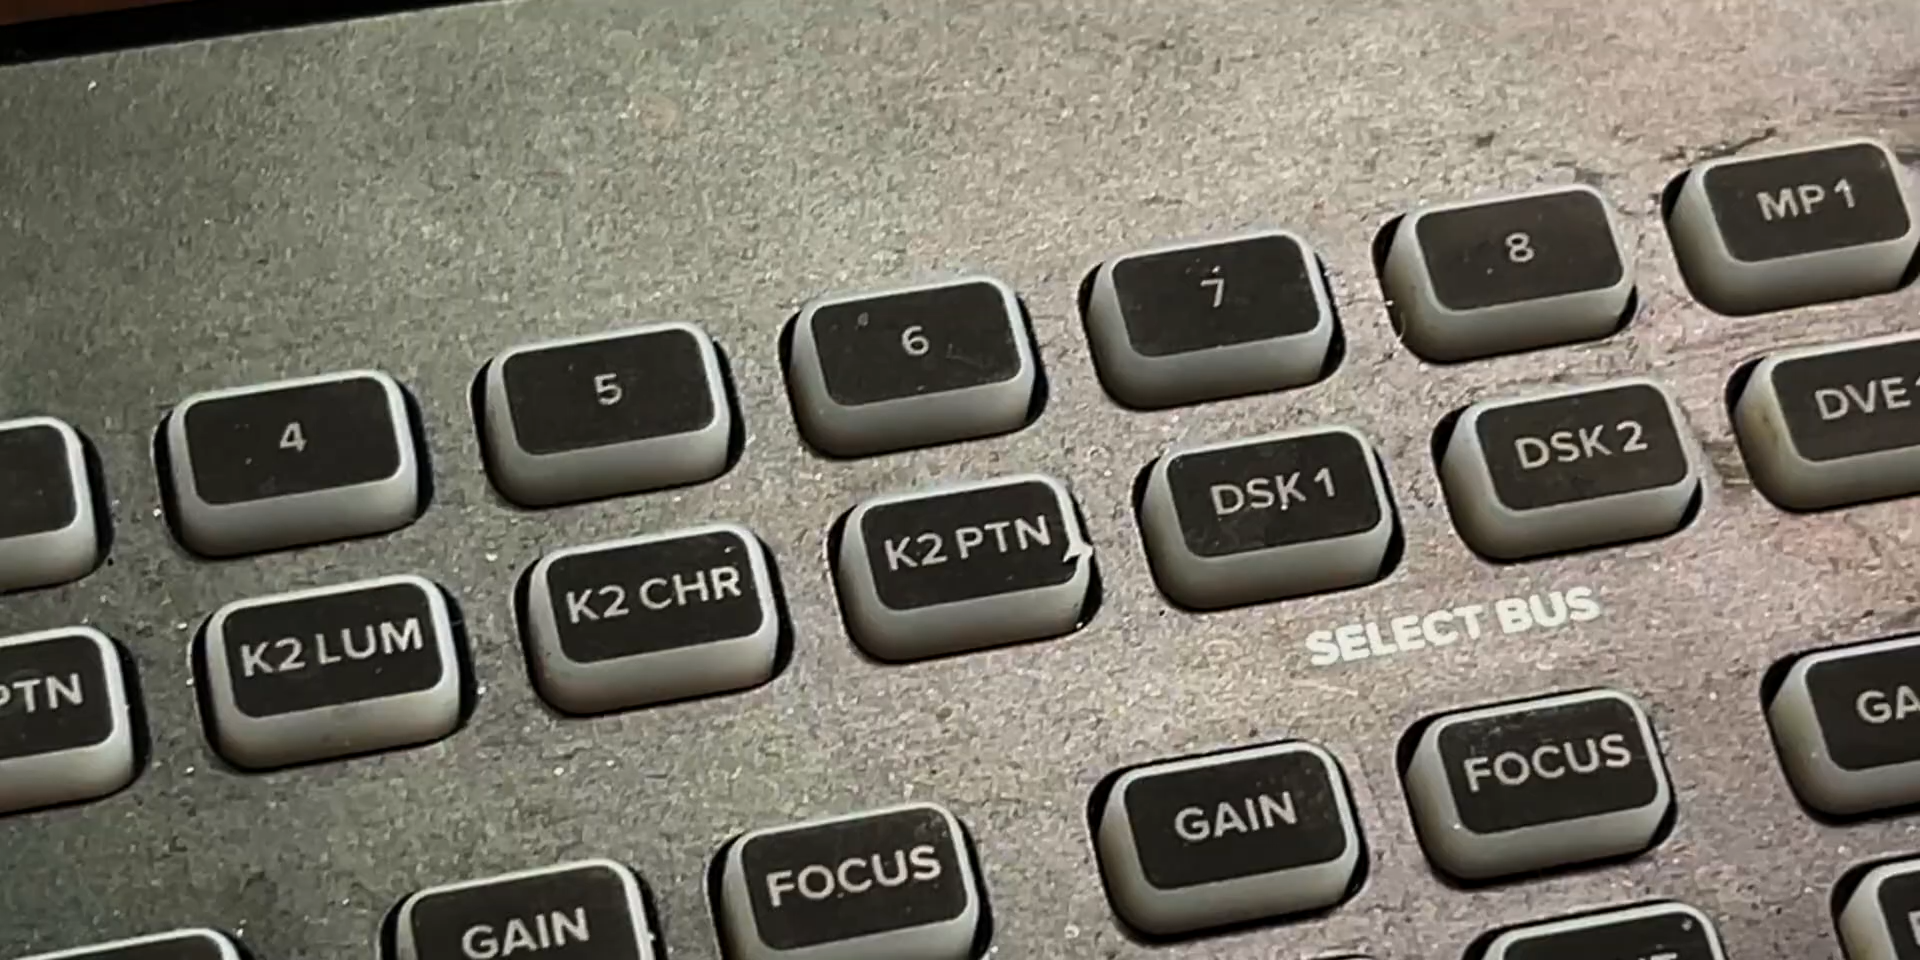 4 5 6 7 8 MP 1
PTN K2 LUM K2 CHR K2 PTN DSK 1 DSK 2 DVE
SELECT BUS
GAIN FOCUS GAIN FOCUS